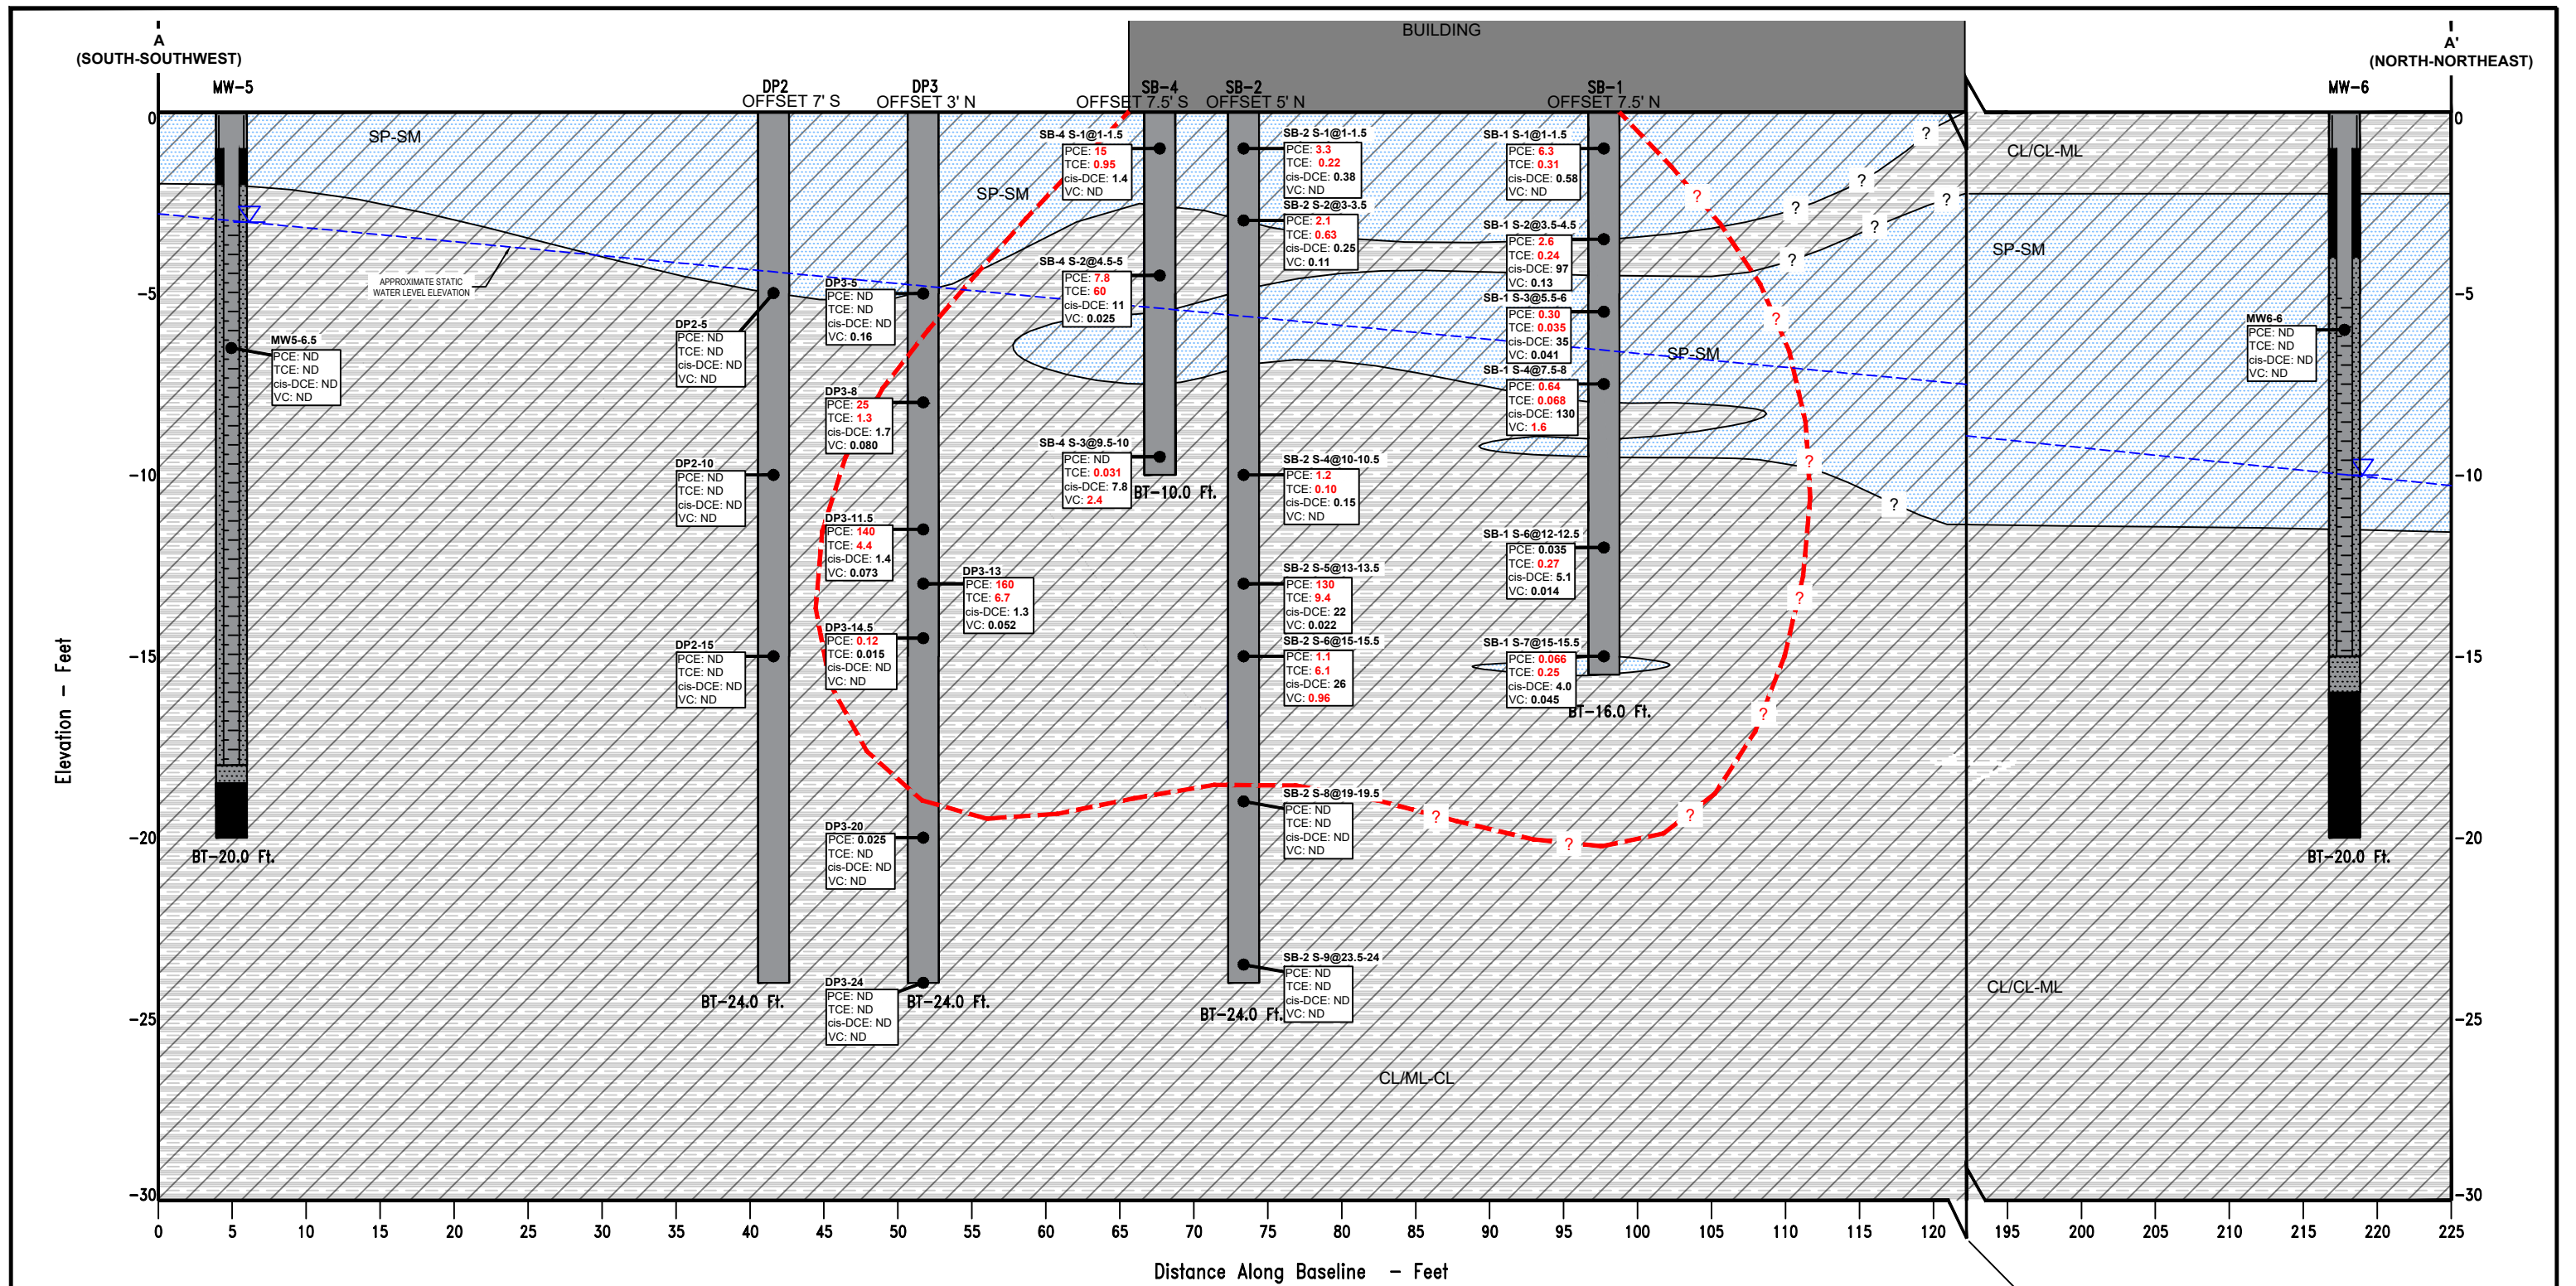 BUILDING
A
(SOUTH-SOUTHWEST)
A'
(NORTH-NORTHEAST)
MW-5
DP2
OFFSET 7' S
DP3
OFFSET 3' N
SB-4
OFFSET 7.5' S
SB-2
OFFSET 5' N
SB-1
OFFSET 7.5' N
MW-6
0
-5
-10
-15
-20
-25
-30
Elevation - Feet
SP-SM
SP-SM
SP-SM
APPROXIMATE STATIC
WATER LEVEL ELEVATION
MW5-6.5
PCE: ND
TCE: ND
cis-DCE: ND
VC: ND
BT-20.0 Ft.
DP2-5
PCE: ND
TCE: ND
cis-DCE: ND
VC: ND
DP2-10
PCE: ND
TCE: ND
cis-DCE: ND
VC: ND
DP2-15
PCE: ND
TCE: ND
cis-DCE: ND
VC: ND
BT-24.0 Ft.
DP3-5
PCE: ND
TCE: ND
cis-DCE: ND
VC: 0.16
DP3-8
PCE: 25
TCE: 1.3
cis-DCE: 1.7
VC: 0.080
DP3-11.5
PCE: 140
TCE: 4.4
cis-DCE: 1.4
VC: 0.073
DP3-13
PCE: 160
TCE: 6.7
cis-DCE: 1.3
VC: 0.052
DP3-14.5
PCE: 0.12
TCE: 0.015
cis-DCE: ND
VC: ND
DP3-20
PCE: 0.025
TCE: ND
cis-DCE: ND
VC: ND
DP3-24
PCE: ND
TCE: ND
cis-DCE: ND
VC: ND
BT-24.0 Ft.
SB-4 S-1@1-1.5
PCE: 15
TCE: 0.95
cis-DCE: 1.4
VC: ND
SB-4 S-2@4.5-5
PCE: 7.8
TCE: 60
cis-DCE: 11
VC: 0.025
SB-4 S-3@9.5-10
PCE: ND
TCE: 0.031
cis-DCE: 7.8
VC: 2.4
BT-10.0 Ft.
SB-2 S-1@1-1.5
PCE: 3.3
TCE: 0.22
cis-DCE: 0.38
VC: ND
SB-2 S-2@3-3.5
PCE: 2.1
TCE: 0.63
cis-DCE: 0.25
VC: 0.11
SB-2 S-4@10-10.5
PCE: 1.2
TCE: 0.10
cis-DCE: 0.15
VC: ND
SB-2 S-5@13-13.5
PCE: 130
TCE: 9.4
cis-DCE: 22
VC: 0.022
SB-2 S-6@15-15.5
PCE: 1.1
TCE: 6.1
cis-DCE: 26
VC: 0.96
SB-2 S-8@19-19.5
PCE: ND
TCE: ND
cis-DCE: ND
VC: ND
SB-2 S-9@23.5-24
PCE: ND
TCE: ND
cis-DCE: ND
VC: ND
BT-24.0 Ft.
SB-1 S-1@1-1.5
PCE: 6.3
TCE: 0.31
cis-DCE: 0.58
VC: ND
SB-1 S-2@3.5-4.5
PCE: 2.6
TCE: 0.24
cis-DCE: 97
VC: 0.13
SB-1 S-3@5.5-6
PCE: 0.30
TCE: 0.035
cis-DCE: 35
VC: 0.041
SB-1 S-4@7.5-8
PCE: 0.64
TCE: 0.068
cis-DCE: 130
VC: 1.6
SB-1 S-6@12-12.5
PCE: 0.035
TCE: 0.27
cis-DCE: 5.1
VC: 0.014
SB-1 S-7@15-15.5
PCE: 0.066
TCE: 0.25
cis-DCE: 4.0
VC: 0.045
BT-16.0 Ft.
? ? ? ? ? ? ?
? ? ? ? ? ? ? ? ?
CL/ML-CL
CL/CL-ML
SP-SM
MW6-6
PCE: ND
TCE: ND
cis-DCE: ND
VC: ND
BT-20.0 Ft.
CL/CL-ML
0
-5
-10
-15
-20
-25
-30
0 5 10 15 20 25 30 35 40 45 50 55 60 65 70 75 80 85 90 95 100 105 110 115 120 195 200 205 210 215 220 225
Distance Along Baseline - Feet